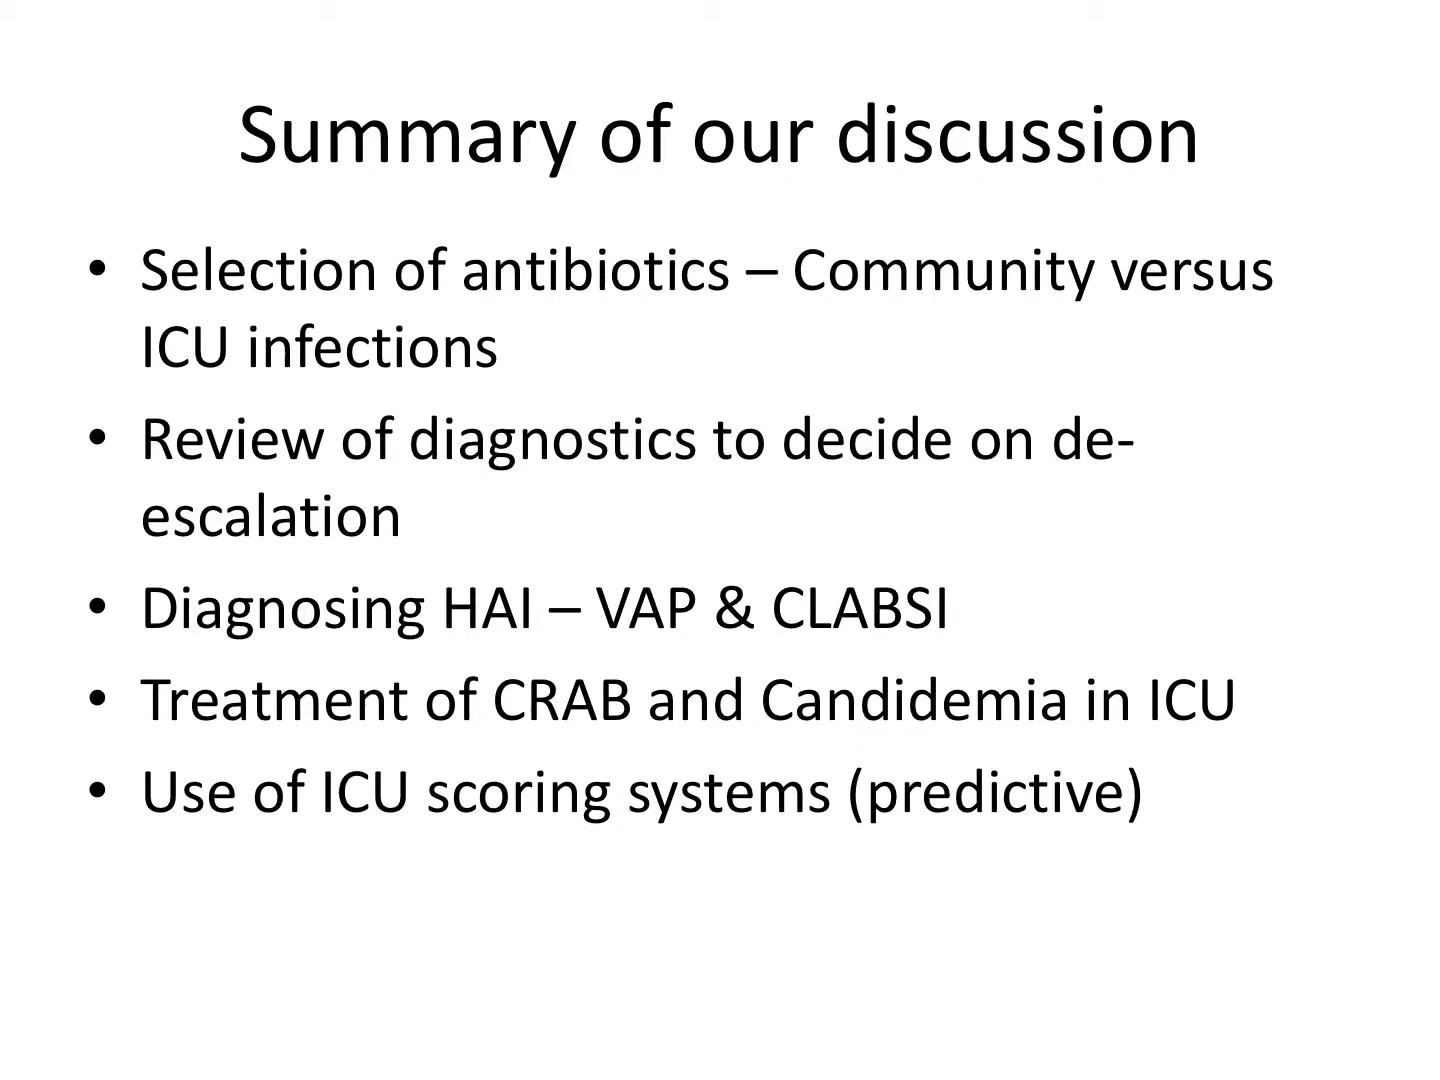 Summary of our discussion
• Selection of antibiotics – Community versus
ICU infections
• Review of diagnostics to decide on de-
escalation
• Diagnosing HAI – VAP & CLABSI
• Treatment of CRAB and Candidemia in ICU
• Use of ICU scoring systems (predictive)